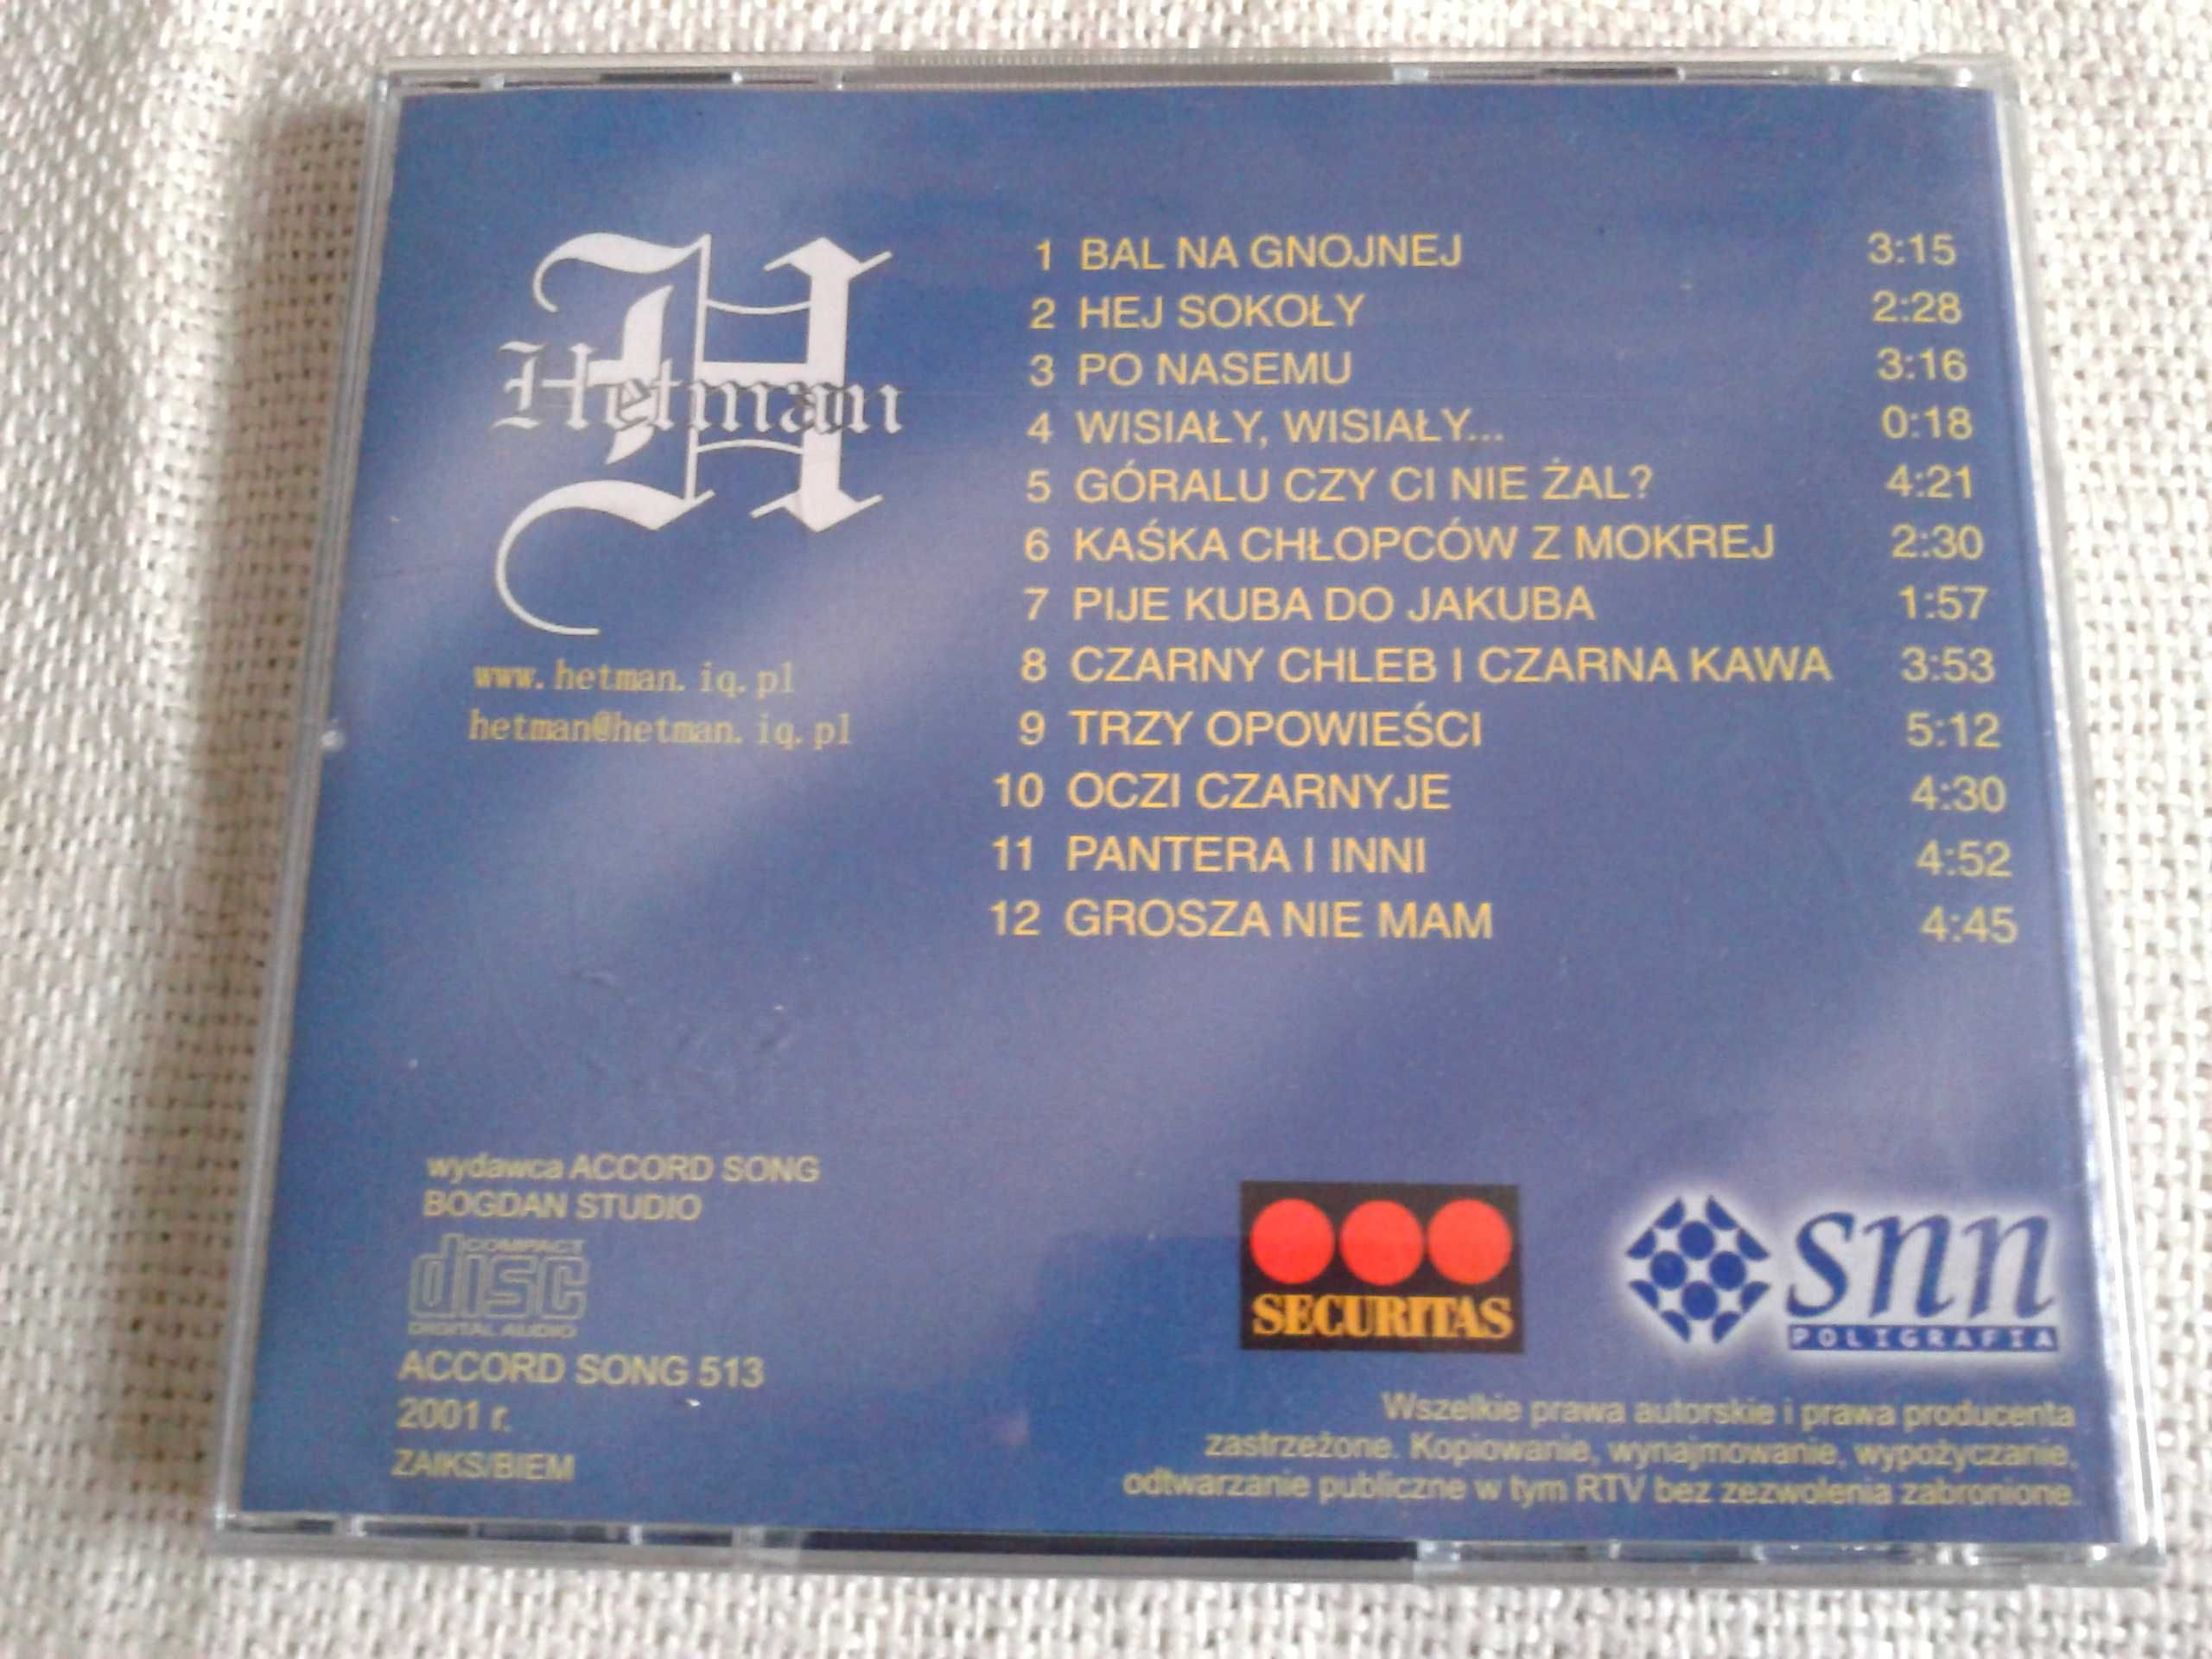 Hetman
www.hetman.iq.pl
hetman@hetman.iq.pl
1 BAL NA GNOJNEJ 3:15
2 HEJ SOKOŁY 2:28
3 PO NASEMU 3:16
4 WISIAŁY, WISIAŁY... 0:18
5 GÓRALU CZY CI NIE ŻAL? 4:21
6 KAŚKA CHŁOPCÓW Z MOKREJ 2:30
7 PIJE KUBA DO JAKUBA 1:57
8 CZARNY CHLEB I CZARNA KAWA 3:53
9 TRZY OPOWIEŚCI 5:12
10 OCZI CZARNYJE 4:30
11 PANTERA I INNI 4:52
12 GROSZA NIE MAM 4:45
wydawca ACCORD SONG
BOGDAN STUDIO
COMPACT
disc
DIGITAL AUDIO
ACCORD SONG 513
2001 r.
ZAIKS/BIEM
SECURITAS
snn
POLIGRAFIA
Wszelkie prawa autorskie i prawa producenta
zastrzeżone. Kopiowanie, wynajmowanie, wypożyczanie,
odtwarzanie publiczne w tym RTV bez zezwolenia zabronione.